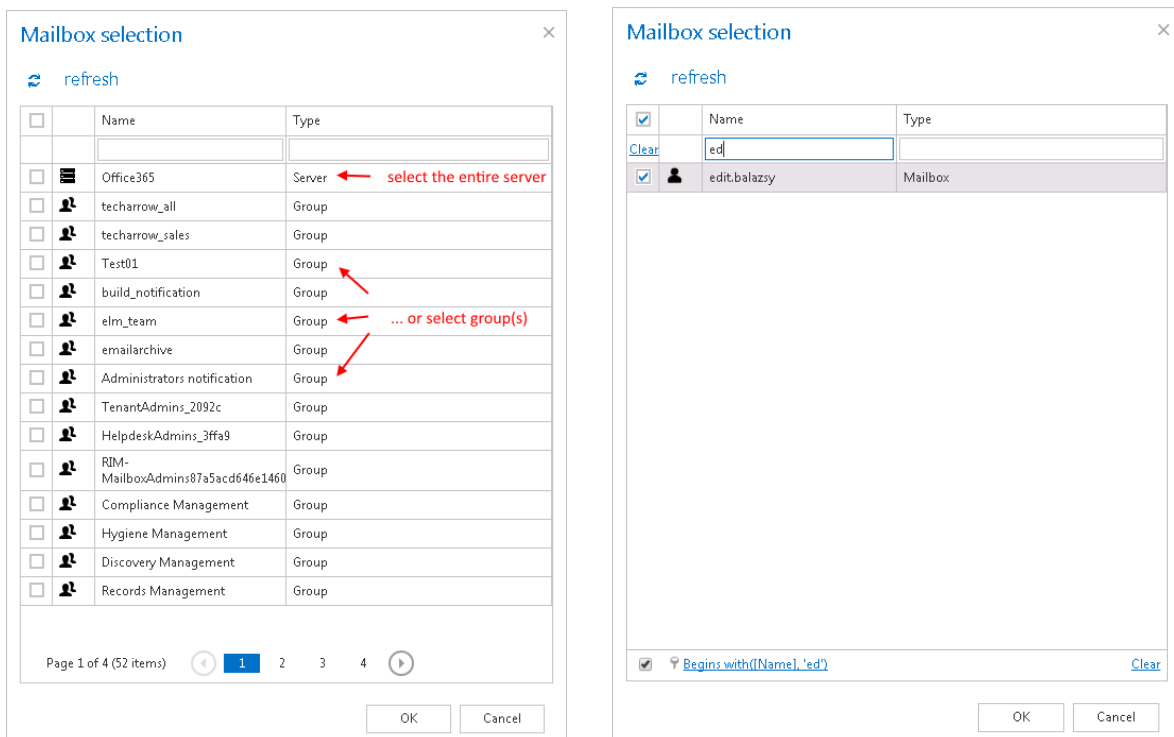 Mailbox selection
refresh
Name Type
Office365 Server select the entire server
techarrow_all Group
techarrow_sales Group
Test01 Group
build_notification Group
elm_team Group ... or select group(s)
emailarchive Group
Administrators notification Group
TenantAdmins_2092c Group
HelpdeskAdmins_3ffa9 Group
RIM-
MailboxAdmins87a5acd646e1460 Group
Compliance Management Group
Hygiene Management Group
Discovery Management Group
Records Management Group
Page 1 of 4 (52 items) 1 2 3 4
OK Cancel
Mailbox selection
refresh
Name Type
Clear ed
edit.balazsy Mailbox
Begins with([Name], 'ed') Clear
OK Cancel